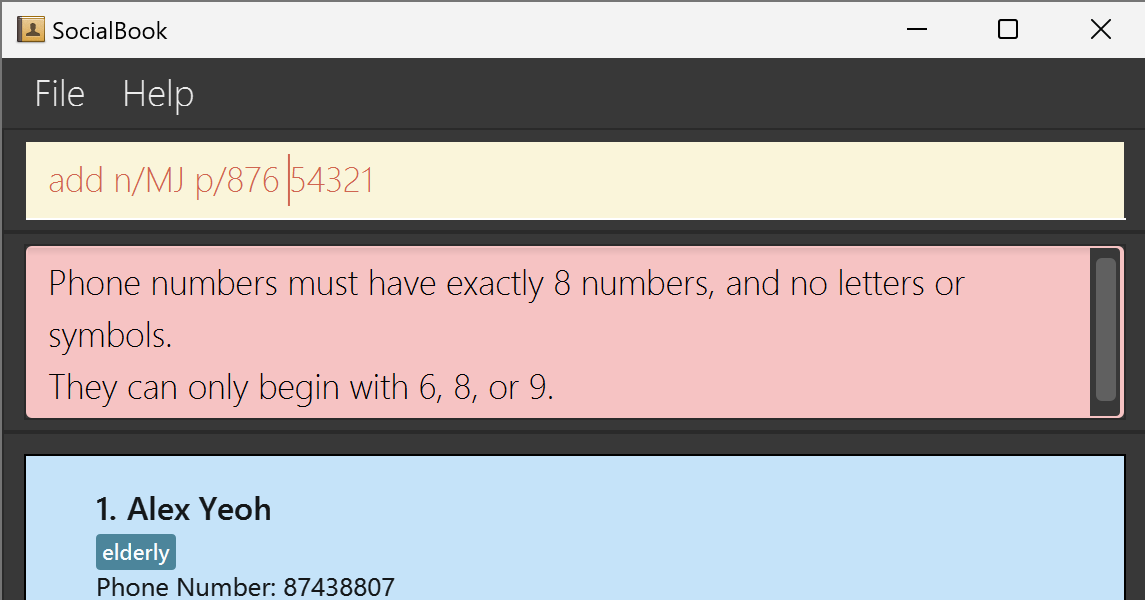 SocialBook
File Help
add n/MJ p/876 54321
Phone numbers must have exactly 8 numbers, and no letters or
symbols.
They can only begin with 6, 8, or 9.
1. Alex Yeoh
elderly
Phone Number: 87438807